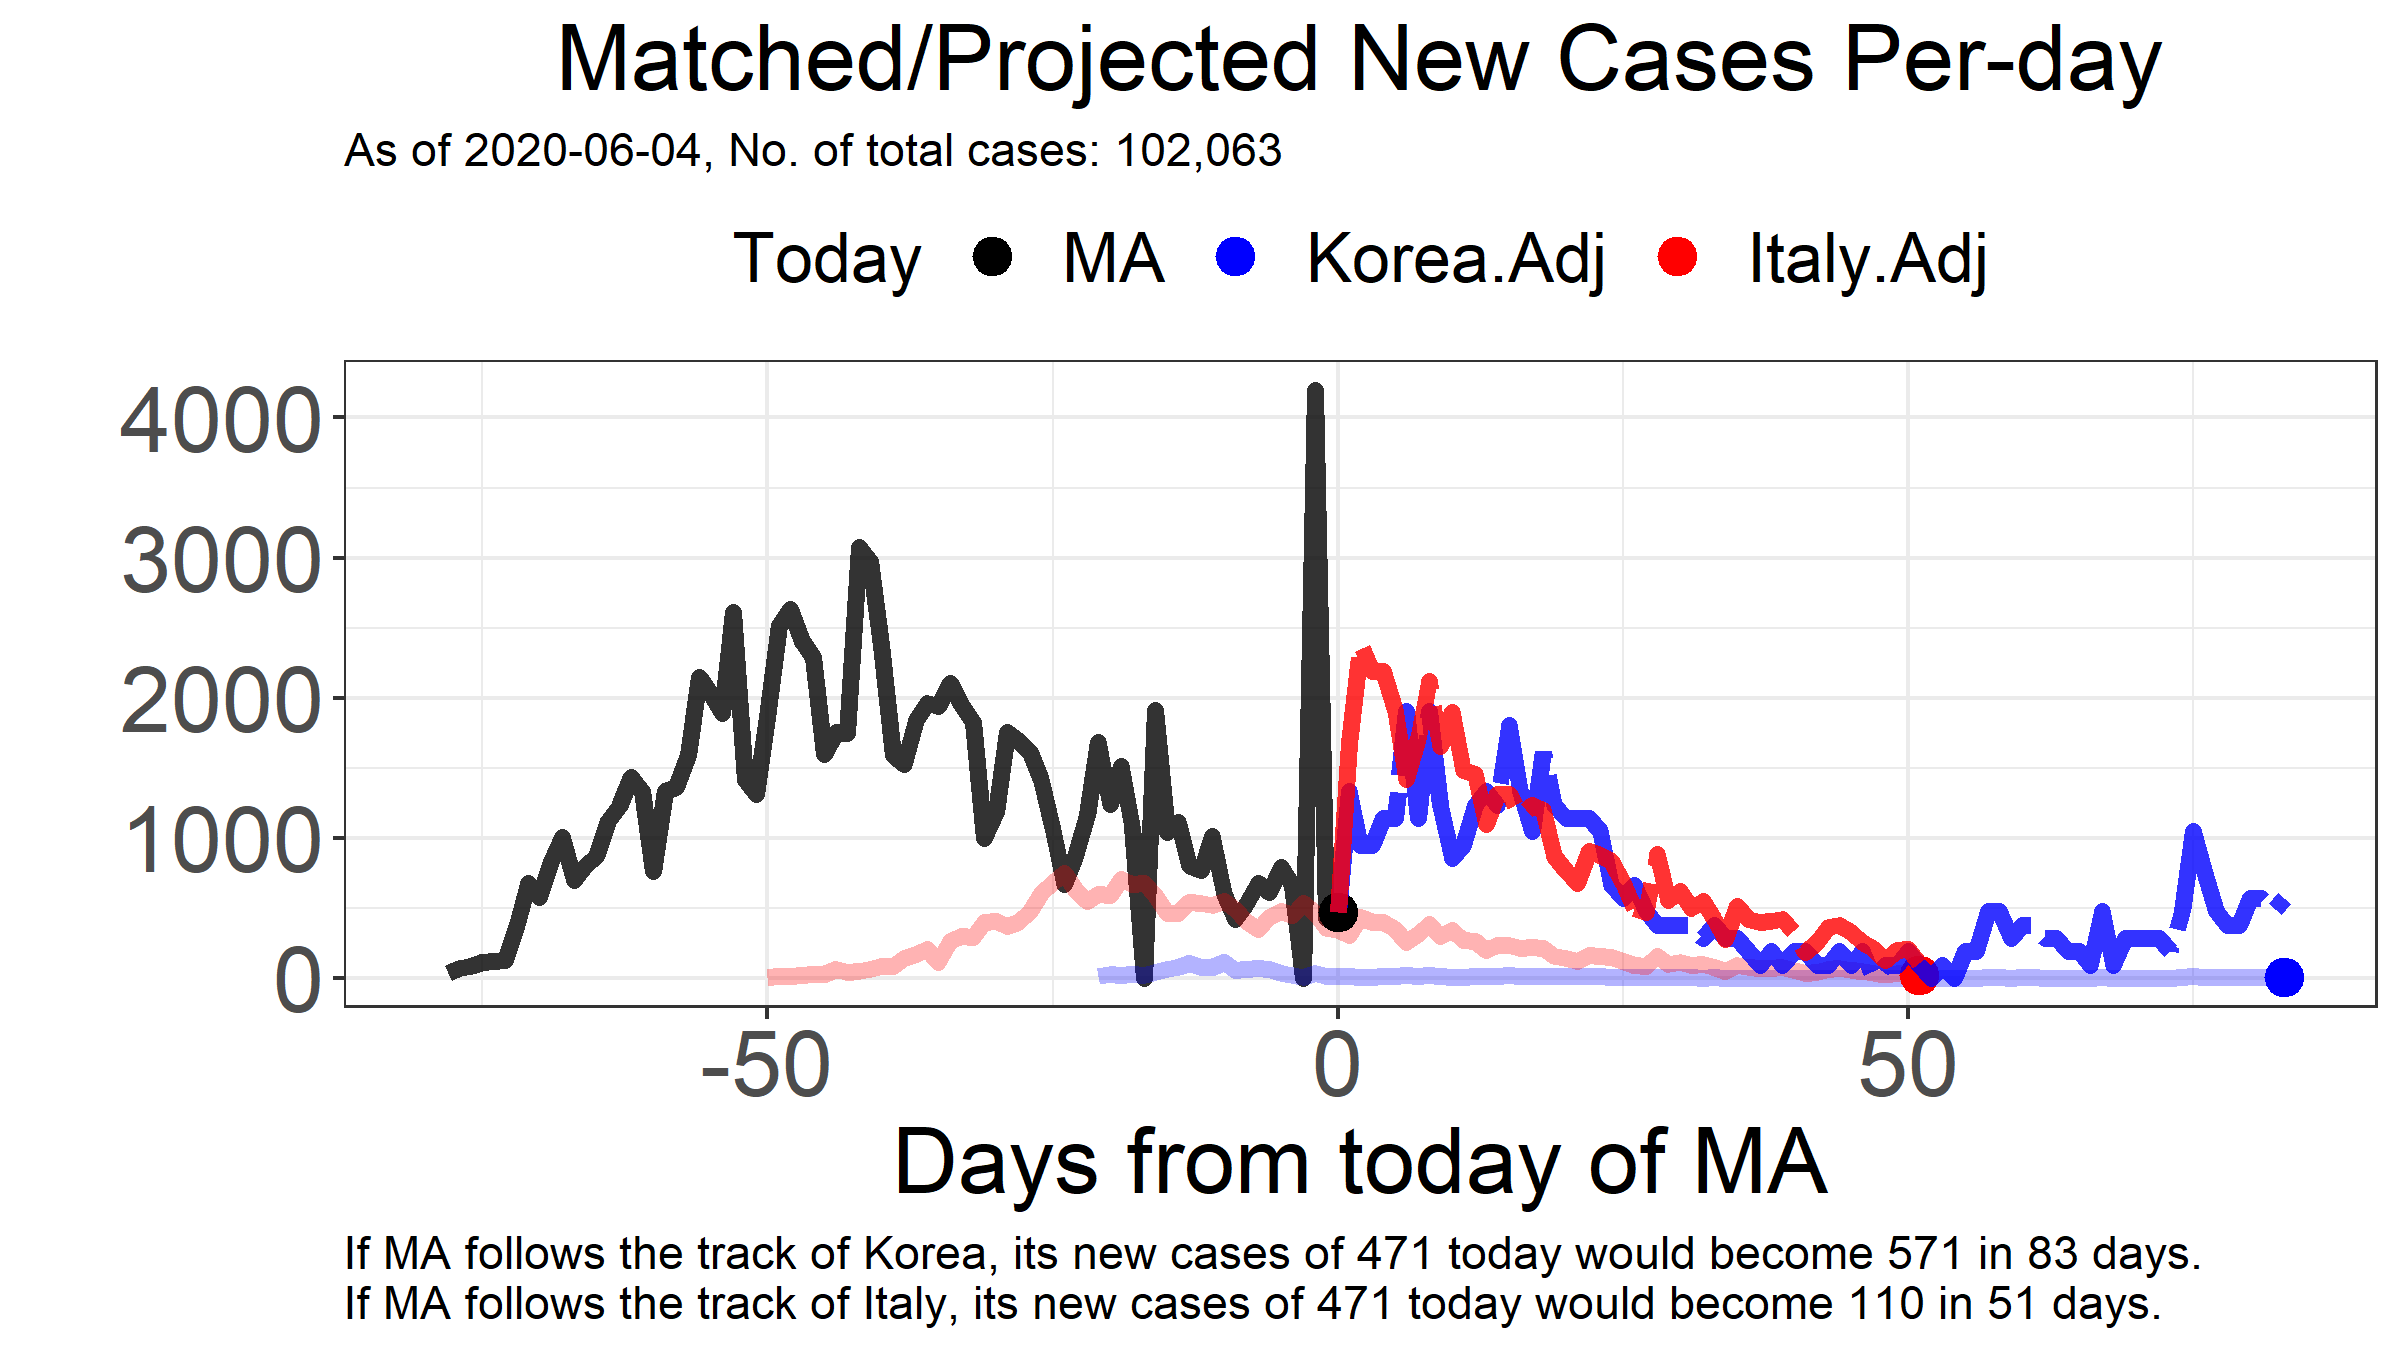 Matched/Projected New Cases Per-day
As of 2020-06-04, No. of total cases: 102,063
Today MA Korea.Adj Italy.Adj
4000
3000
2000
1000
0
-50 0 50
Days from today of MA
If MA follows the track of Korea, its new cases of 471 today would become 571 in 83 days.
If MA follows the track of Italy, its new cases of 471 today would become 110 in 51 days.